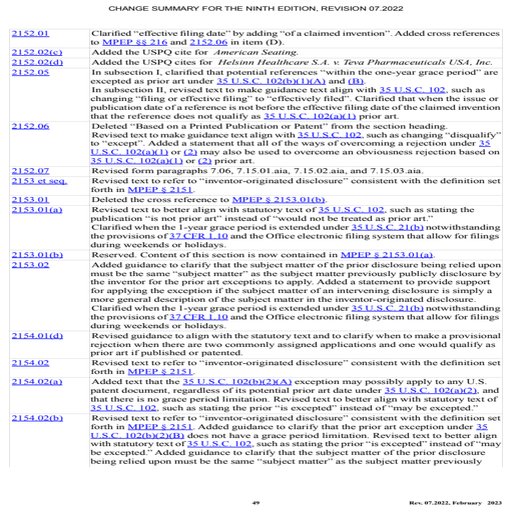 CHANGE SUMMARY FOR THE NINTH EDITION, REVISION 07.2022
2152.01 Clarified “effective filing date” by adding “of a claimed invention”. Added cross references
to MPEP §§ 216 and 2152.06 in item (D).
2152.02(c) Added the USPQ cite for American Seating.
2152.02(d) Added the USPQ cites for Helsinn Healthcare S.A. v. Teva Pharmaceuticals USA, Inc.
2152.05 In subsection I, clarified that potential references “within the one-year grace period” are
excepted as prior art under 35 U.S.C. 102(b)(1)(A) and (B).
In subsection II, revised text to make guidance text align with 35 U.S.C. 102, such as
changing “filing or effective filing” to “effectively filed”. Clarified that when the issue or
publication date of a reference is not before the effective filing date of the claimed invention
that the reference does not qualify as 35 U.S.C. 102(a)(1) prior art.
2152.06 Deleted “Based on a Printed Publication or Patent” from the section heading.
Revised text to make guidance text align with 35 U.S.C. 102, such as changing “disqualify”
to “except”. Added a statement that all of the ways of overcoming a rejection under 35
U.S.C. 102(a)(1) or (2) may also be used to overcome an obviousness rejection based on
35 U.S.C. 102(a)(1) or (2) prior art.
2152.07 Revised form paragraphs 7.06, 7.15.01.aia, 7.15.02.aia, and 7.15.03.aia.
2153 et seq. Revised text to refer to “inventor-originated disclosure” consistent with the definition set
forth in MPEP § 2151.
2153.01 Deleted the cross reference to MPEP § 2153.01(b).
2153.01(a) Revised text to better align with statutory text of 35 U.S.C. 102, such as stating the
publication “is not prior art” instead of “would not be treated as prior art.”
Clarified when the 1-year grace period is extended under 35 U.S.C. 21(b) notwithstanding
the provisions of 37 CFR 1.10 and the Office electronic filing system that allow for filings
during weekends or holidays.
2153.01(b) Reserved. Content of this section is now contained in MPEP § 2153.01(a).
2153.02 Added guidance to clarify that the subject matter of the prior disclosure being relied upon
must be the same “subject matter” as the subject matter previously publicly disclosure by
the inventor for the prior art exceptions to apply. Added a statement to provide support
for applying the exception if the subject matter of an intervening disclosure is simply a
more general description of the subject matter in the inventor-originated disclosure.
Clarified when the 1-year grace period is extended under 35 U.S.C. 21(b) notwithstanding
the provisions of 37 CFR 1.10 and the Office electronic filing system that allow for filings
during weekends or holidays.
2154.01(d) Revised guidance to align with the statutory text and to clarify when to make a provisional
rejection when there are two commonly assigned applications and one would qualify as
prior art if published or patented.
2154.02 Revised text to refer to “inventor-originated disclosure” consistent with the definition set
forth in MPEP § 2151.
2154.02(a) Added text that the 35 U.S.C. 102(b)(2)(A) exception may possibly apply to any U.S.
patent document, regardless of its potential prior art date under 35 U.S.C. 102(a)(2), and
that there is no grace period limitation. Revised text to better align with statutory text of
35 U.S.C. 102, such as stating the prior “is excepted” instead of “may be excepted.”
2154.02(b) Revised text to refer to “inventor-originated disclosure” consistent with the definition set
forth in MPEP § 2151. Added guidance to clarify that the prior art exception under 35
U.S.C. 102(b)(2)(B) does not have a grace period limitation. Revised text to better align
with statutory text of 35 U.S.C. 102, such as stating the prior “is excepted” instead of “may
be excepted.” Added guidance to clarify that the subject matter of the prior disclosure
being relied upon must be the same “subject matter” as the subject matter previously
49 Rev. 07.2022, February 2023